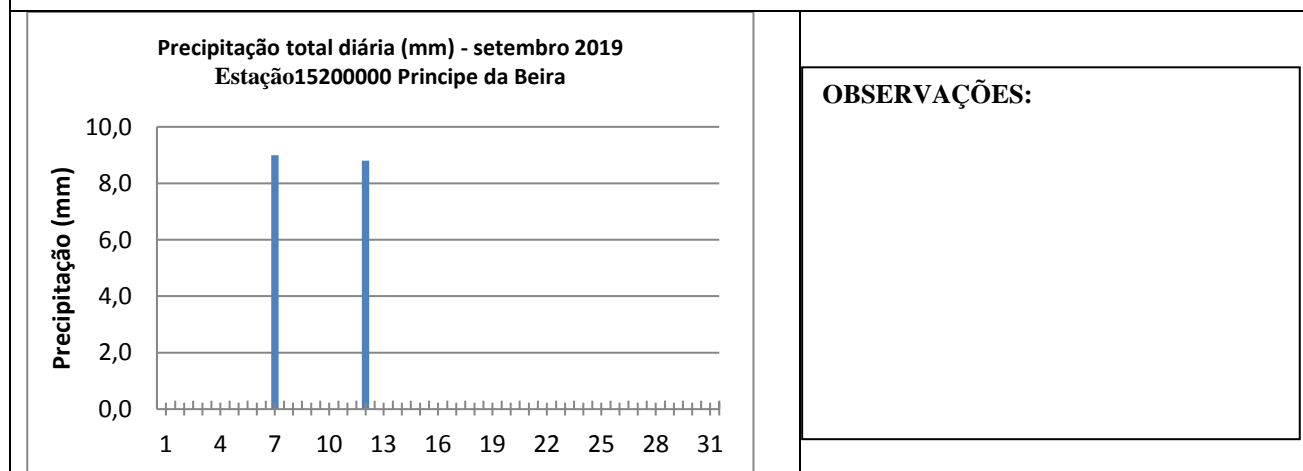 Precipitação total diária (mm) - setembro 2019
Estação15200000 Principe da Beira
Precipitação (mm)
10,0
8,0
6,0
4,0
2,0
0,0
1 4 7 10 13 16 19 22 25 28 31
OBSERVAÇÕES: